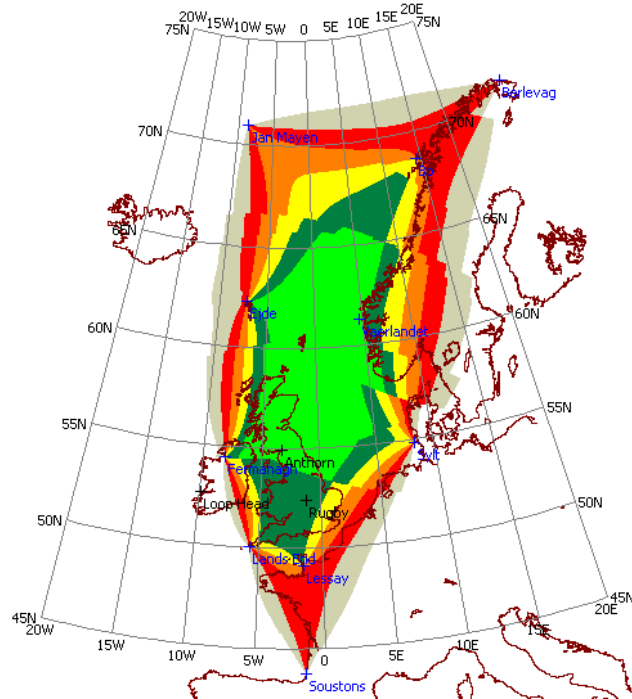 20W 15W 10W 5W 0 5E 10E 15E 20E
75N 75N
Berlevag
70N Jan Mayen 70N
Bo
65N 65N
Ejde
60N Vaerlandet 60N
55N 55N
Anthorn Sylt
Fermanagh
Loop Head
50N Rugby 50N
Lands End
Lessay
45N 45N
20W 20E
15W 15E
10W 10E
5W 0 5E
Soustons